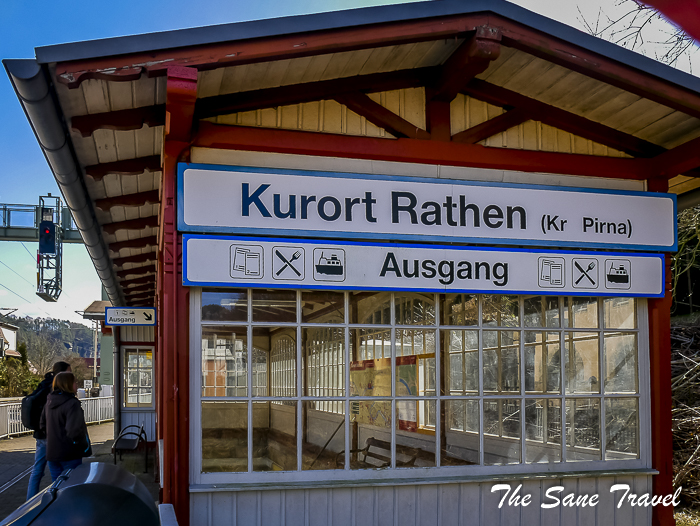 Kurort Rathen (Kr Pirna)
Ausgang
Ausgang
The Sane Travel